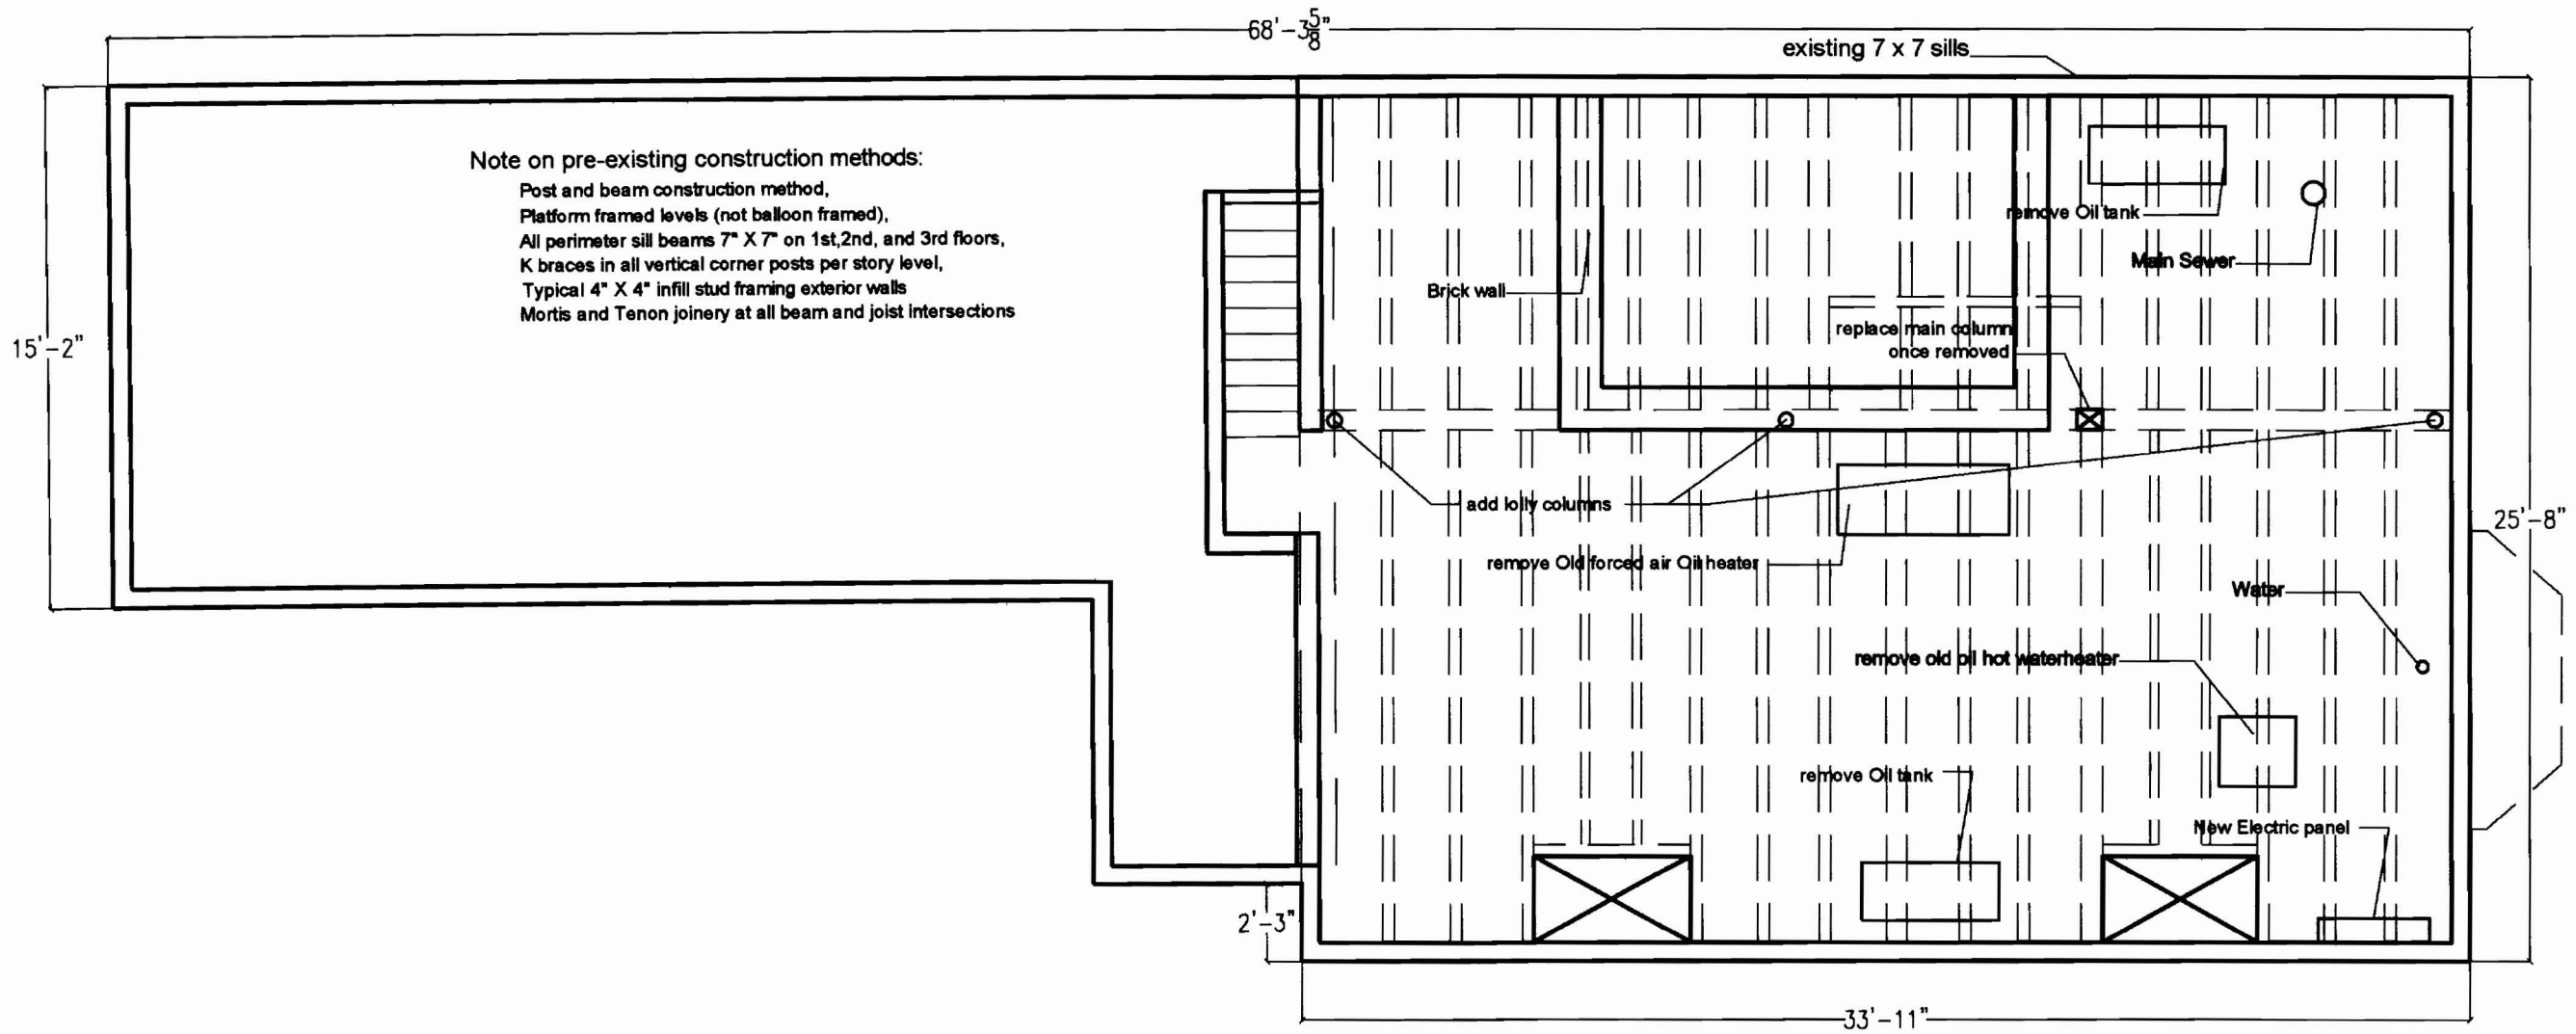 68'-3 5/8"
existing 7 x 7 sills
Note on pre-existing construction methods:
Post and beam construction method,
Platform framed levels (not balloon framed),
All perimeter sill beams 7" X 7" on 1st,2nd, and 3rd floors,
K braces in all vertical corner posts per story level,
Typical 4" X 4" infill stud framing exterior walls
Mortis and Tenon joinery at all beam and joist intersections
15'-2"
remove Oil tank
Main Sewer
Brick wall
replace main column
once removed
add lolly columns
25'-8"
remove Old forced air Oil heater
Water
remove old oil hot waterheater
remove Oil tank
New Electric panel
2'-3"
33'-11"